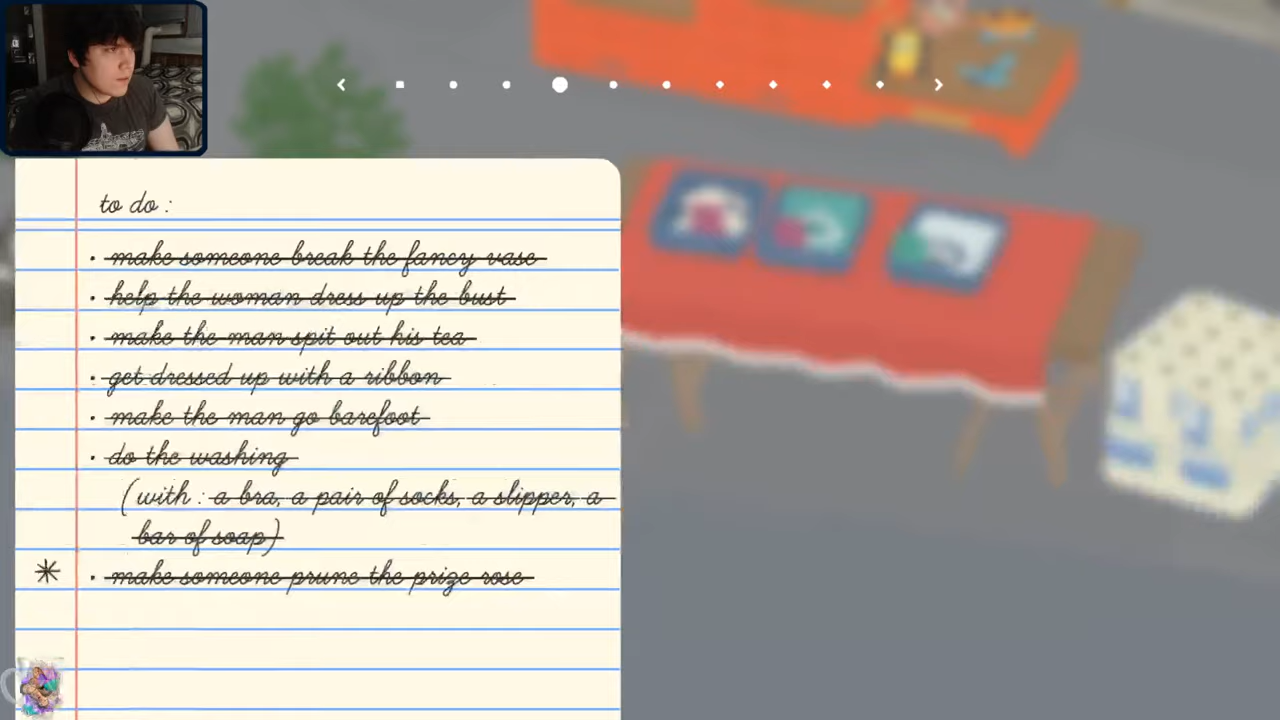 to do :
• make someone break the fancy vase
• help the woman dress up the bust
• make the man spit out his tea
• get dressed up with a ribbon
• make the man go barefoot
• do the washing
(with : a bra, a pair of socks, a slipper, a
bar of soap)
• make someone prune the prize rose